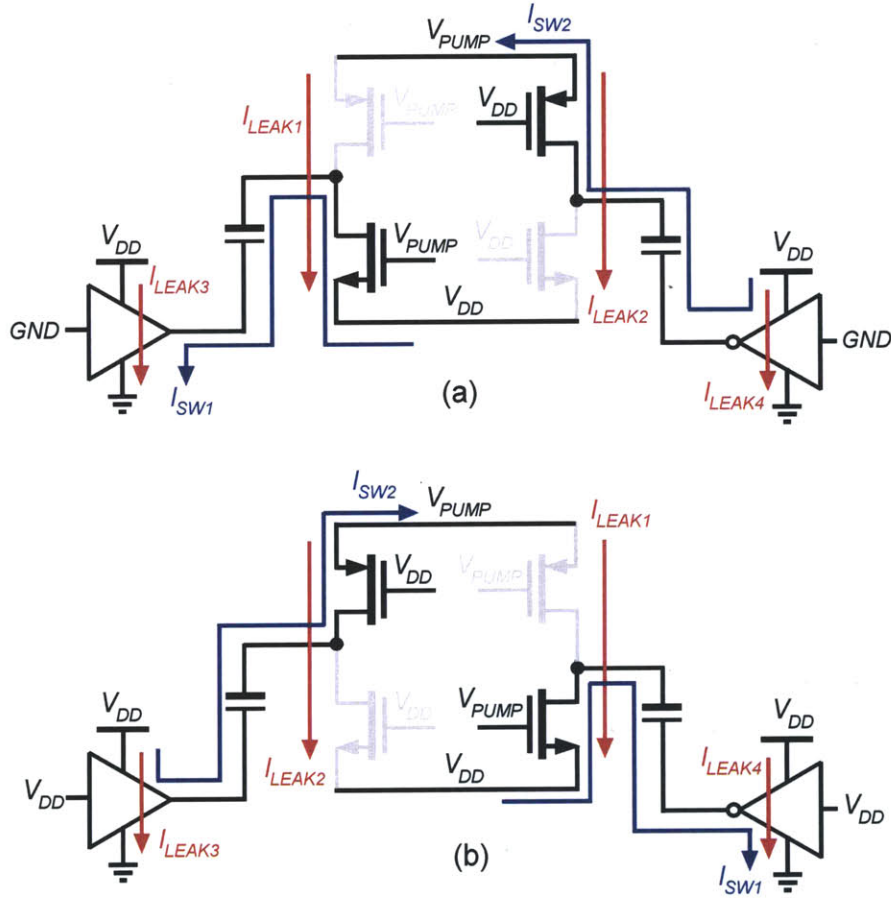 I_SW2
V_PUMP
I_LEAK1
V_PUMP
V_DD
V_DD
I_LEAK3
V_PUMP
V_DD
V_DD
GND
V_DD
I_LEAK2
GND
I_SW1
(a)
I_LEAK4
I_SW2
V_PUMP
I_LEAK1
V_DD
V_PUMP
V_DD
V_DD
V_PUMP
V_DD
I_LEAK2
V_DD
I_LEAK4
V_DD
V_DD
I_LEAK3
(b)
I_SW1